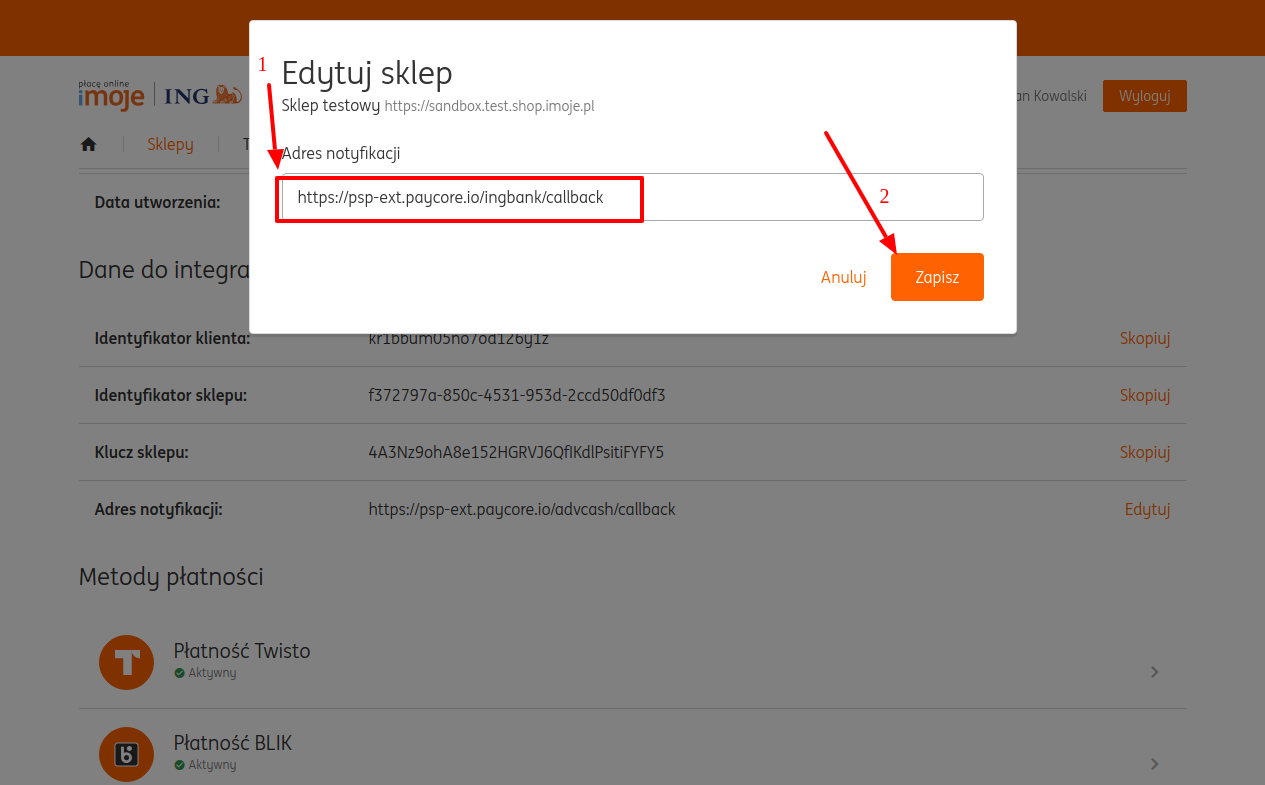 1
Edytuj sklep
Sklep testowy https://sandbox.test.shop.imoje.pl
płacę online
imoje ING
an Kowalski
Wyloguj
Sklepy
T
Adres notyfikacji
https://psp-ext.paycore.io/ingbank/callback
2
Data utworzenia:
Anuluj
Zapisz
Dane do integra
Identyfikator klienta: kr1bbum05no7od126y1z Skopiuj
Identyfikator sklepu: f372797a-850c-4531-953d-2ccd50df0df3 Skopiuj
Klucz sklepu: 4A3Nz9ohA8e152HGRVJ6QfIKdlPsitiFYFY5 Skopiuj
Adres notyfikacji: https://psp-ext.paycore.io/advcash/callback Edytuj
Metody płatności
Płatność Twisto
Aktywny
Płatność BLIK
Aktywny